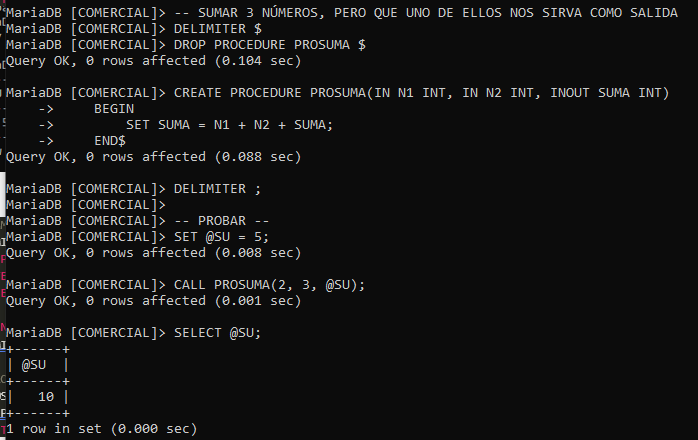 MariaDB [COMERCIAL]> -- SUMAR 3 NÚMEROS, PERO QUE UNO DE ELLOS NOS SIRVA COMO SALIDA
MariaDB [COMERCIAL]> DELIMITER $
MariaDB [COMERCIAL]> DROP PROCEDURE PROSUMA $
Query OK, 0 rows affected (0.104 sec)

MariaDB [COMERCIAL]> CREATE PROCEDURE PROSUMA(IN N1 INT, IN N2 INT, INOUT SUMA INT)
    ->     BEGIN
    ->         SET SUMA = N1 + N2 + SUMA;
    ->     END$
Query OK, 0 rows affected (0.088 sec)

MariaDB [COMERCIAL]> DELIMITER ;
MariaDB [COMERCIAL]>
MariaDB [COMERCIAL]> -- PROBAR --
MariaDB [COMERCIAL]> SET @SU = 5;
Query OK, 0 rows affected (0.008 sec)

MariaDB [COMERCIAL]> CALL PROSUMA(2, 3, @SU);
Query OK, 0 rows affected (0.001 sec)

MariaDB [COMERCIAL]> SELECT @SU;
+------+
| @SU  |
+------+
|   10 |
+------+
1 row in set (0.000 sec)